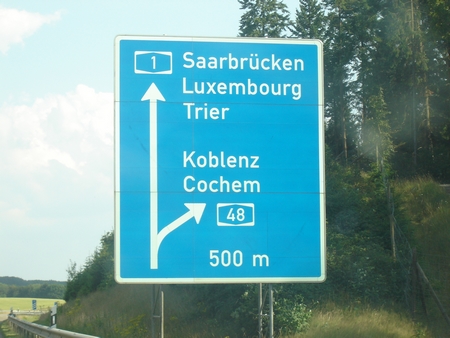 1 Saarbrücken
Luxembourg
Trier
Koblenz
Cochem
48
500 m